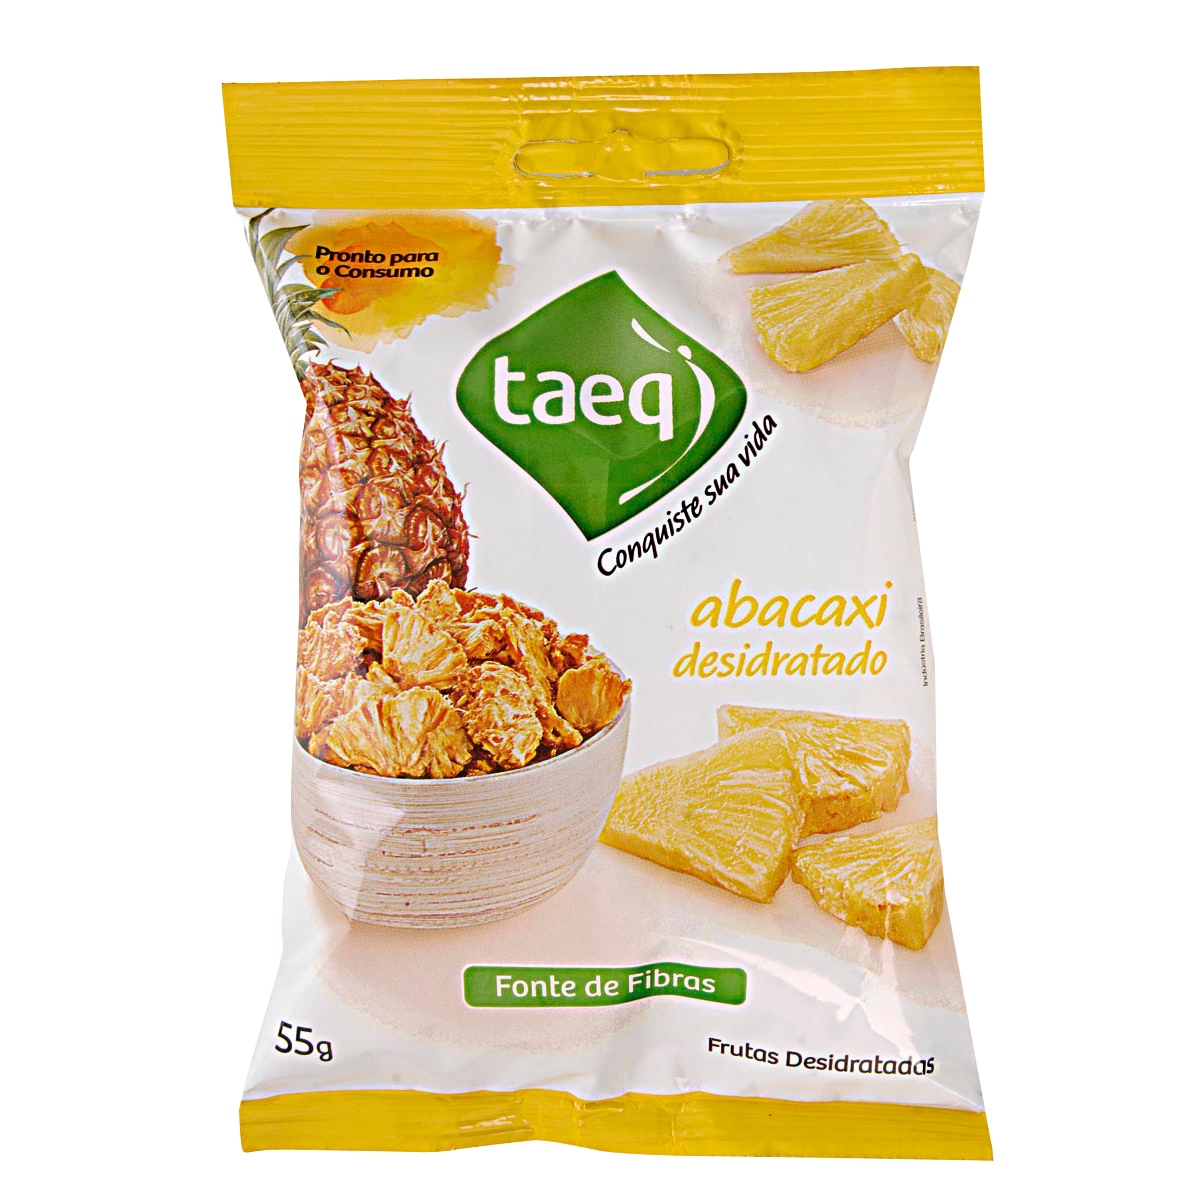 Pronto para
o Consumo
taeq
Conquiste sua vida
abacaxi
desidratado
Indústria Brasileira
Fonte de Fibras
55g
Frutas Desidratadas